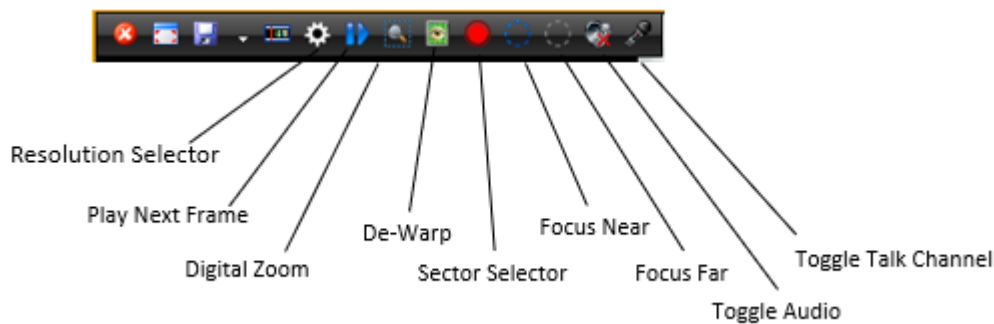 Resolution Selector
Play Next Frame
Digital Zoom
De-Warp
Sector Selector
Focus Near
Focus Far
Toggle Audio
Toggle Talk Channel